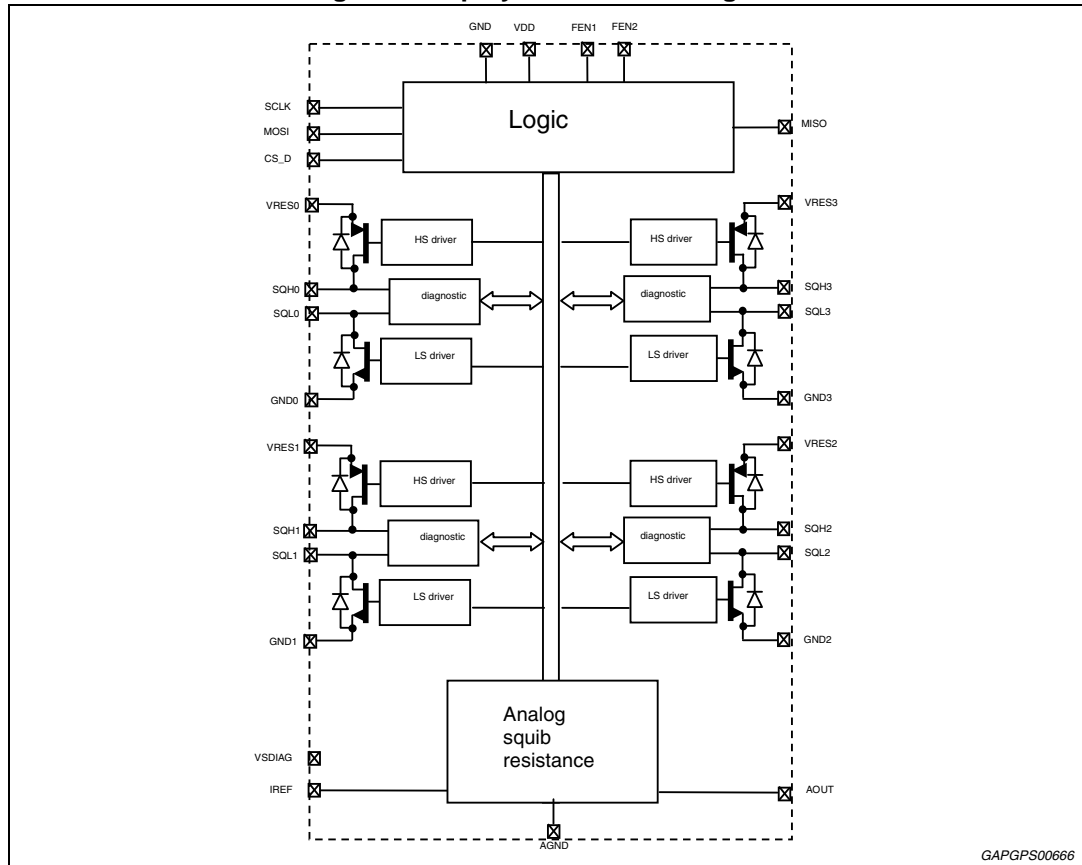 GND VDD FEN1 FEN2
SCLK
Logic
MISO
MOSI
CS_D
VRES0
VRES3
HS driver
HS driver
SQH0
diagnostic
diagnostic
SQH3
SQL0
SQL3
LS driver
LS driver
GND0
GND3
VRES1
VRES2
HS driver
HS driver
SQH1
diagnostic
diagnostic
SQH2
SQL1
SQL2
LS driver
LS driver
GND1
GND2
Analog
squib
resistance
VSDIAG
IREF
AOUT
AGND
GAPGPS00666